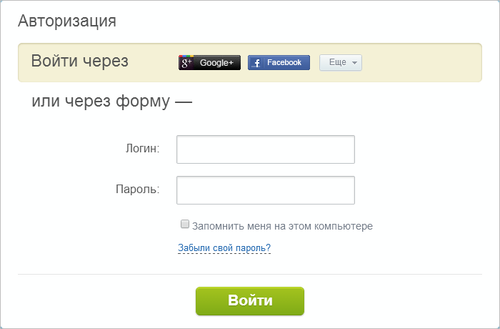 Авторизация
Войти через Google+ Facebook Еще
или через форму —
Логин:
Пароль:
Запомнить меня на этом компьютере
Забыли свой пароль?
Войти